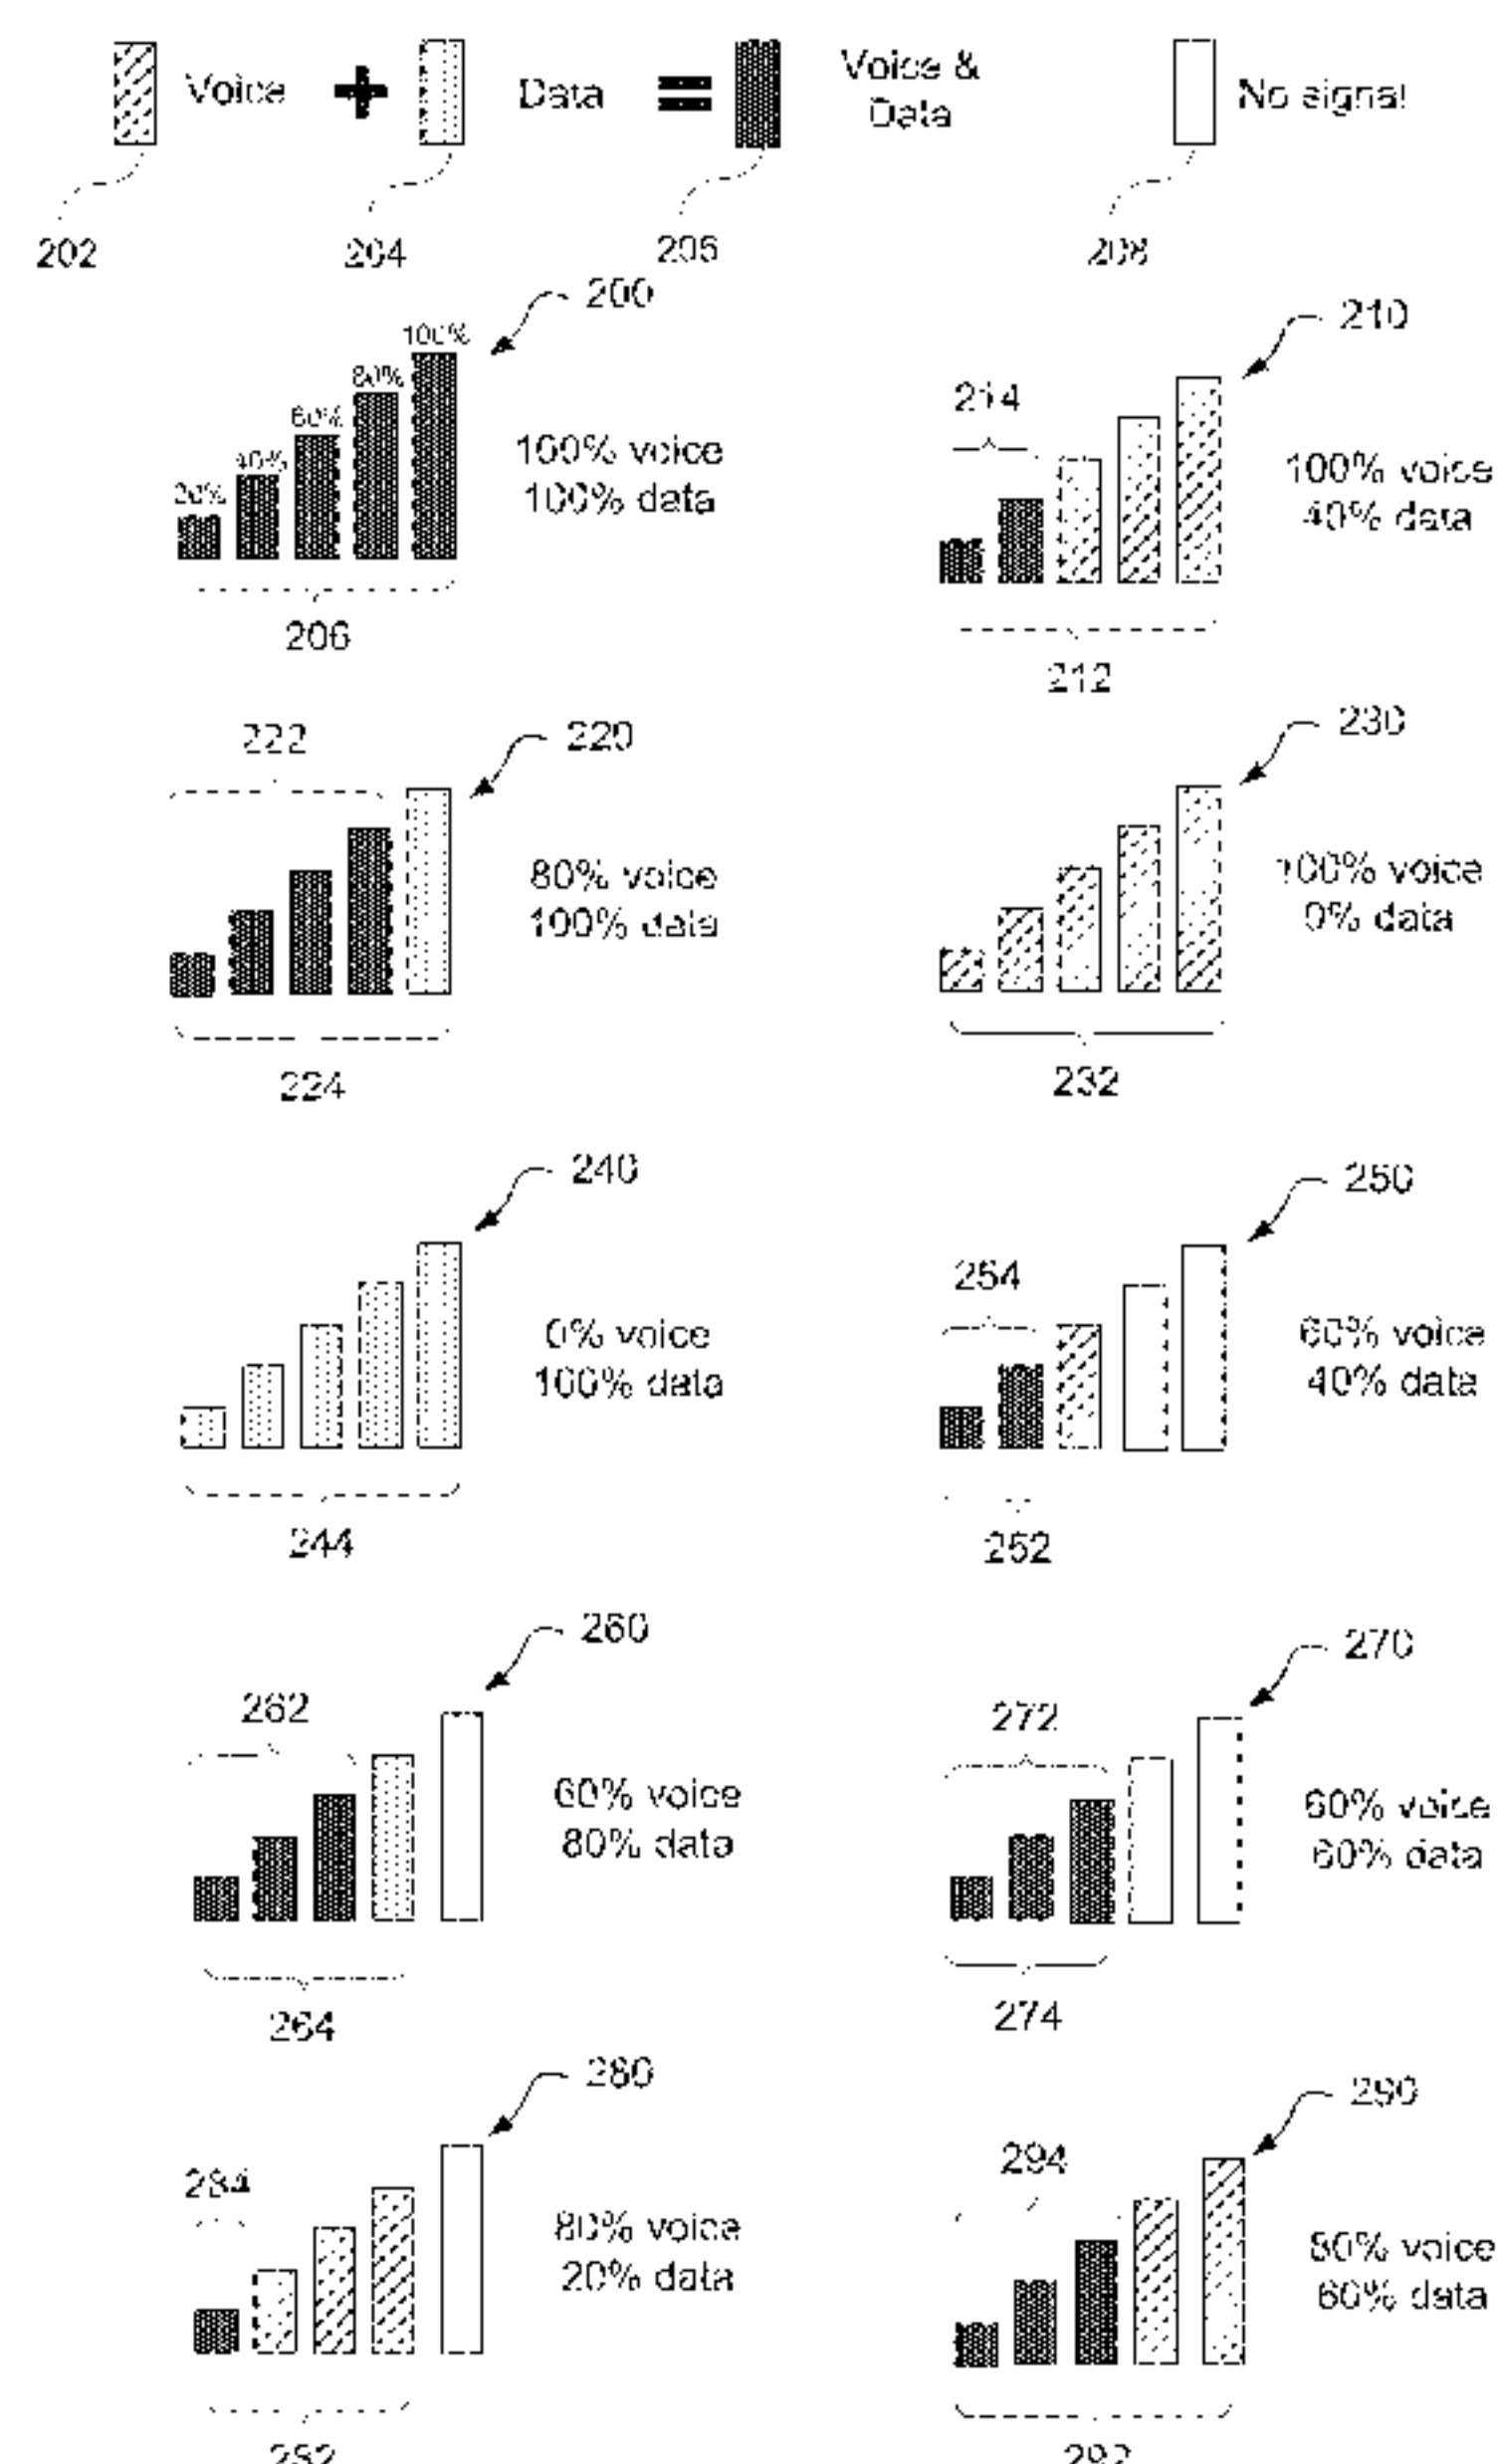 Voice
Data
Voice &
Data
No signal
202
204
206
208
200
20%
40%
60%
80%
100%
100% voice
100% data
206
210
214
100% voice
40% data
212
220
222
80% voice
100% data
224
230
100% voice
0% data
232
240
0% voice
100% data
244
250
254
60% voice
40% data
252
260
262
60% voice
80% data
264
270
272
60% voice
60% data
274
280
284
80% voice
20% data
282
290
294
80% voice
60% data
292